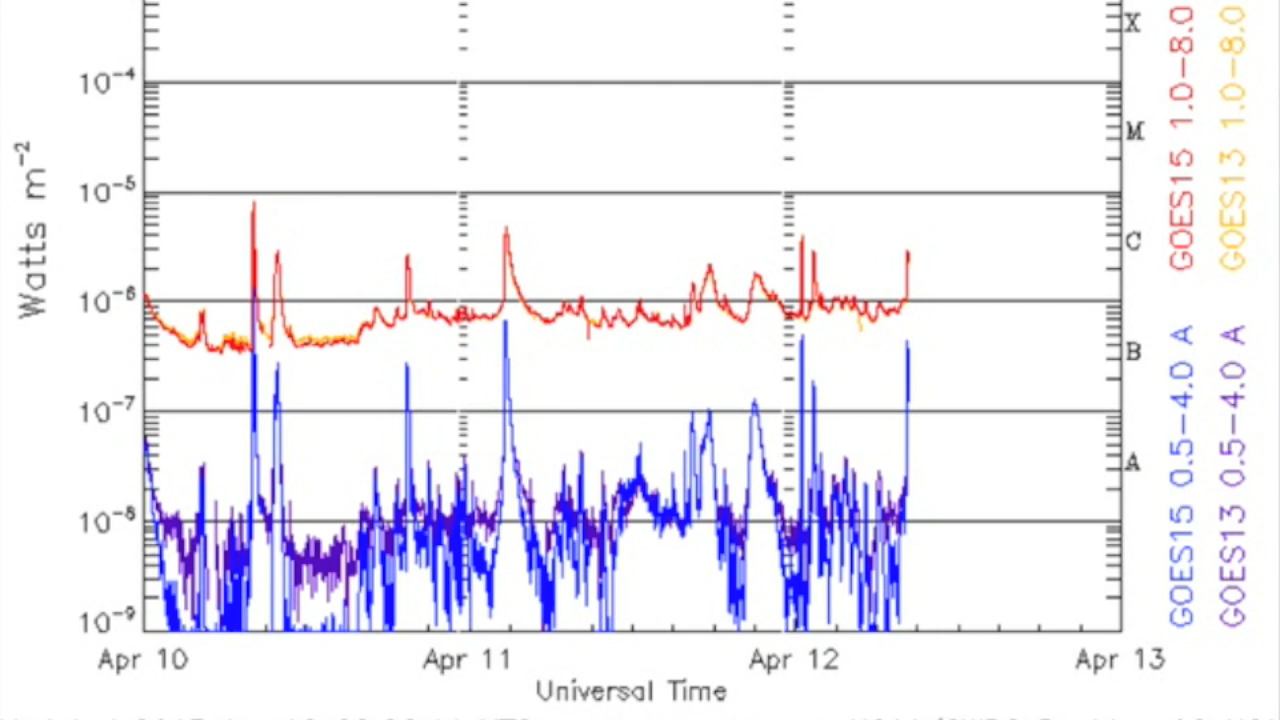 X
10-4
M
10-5
C
10-6
B
10-7
A
10-8
10-9
Watts m-2
Apr 10
Apr 11
Apr 12
Apr 13
Universal Time
GOES15 1.0-8.0
GOES13 1.0-8.0
GOES15 0.5-4.0 A
GOES13 0.5-4.0 A